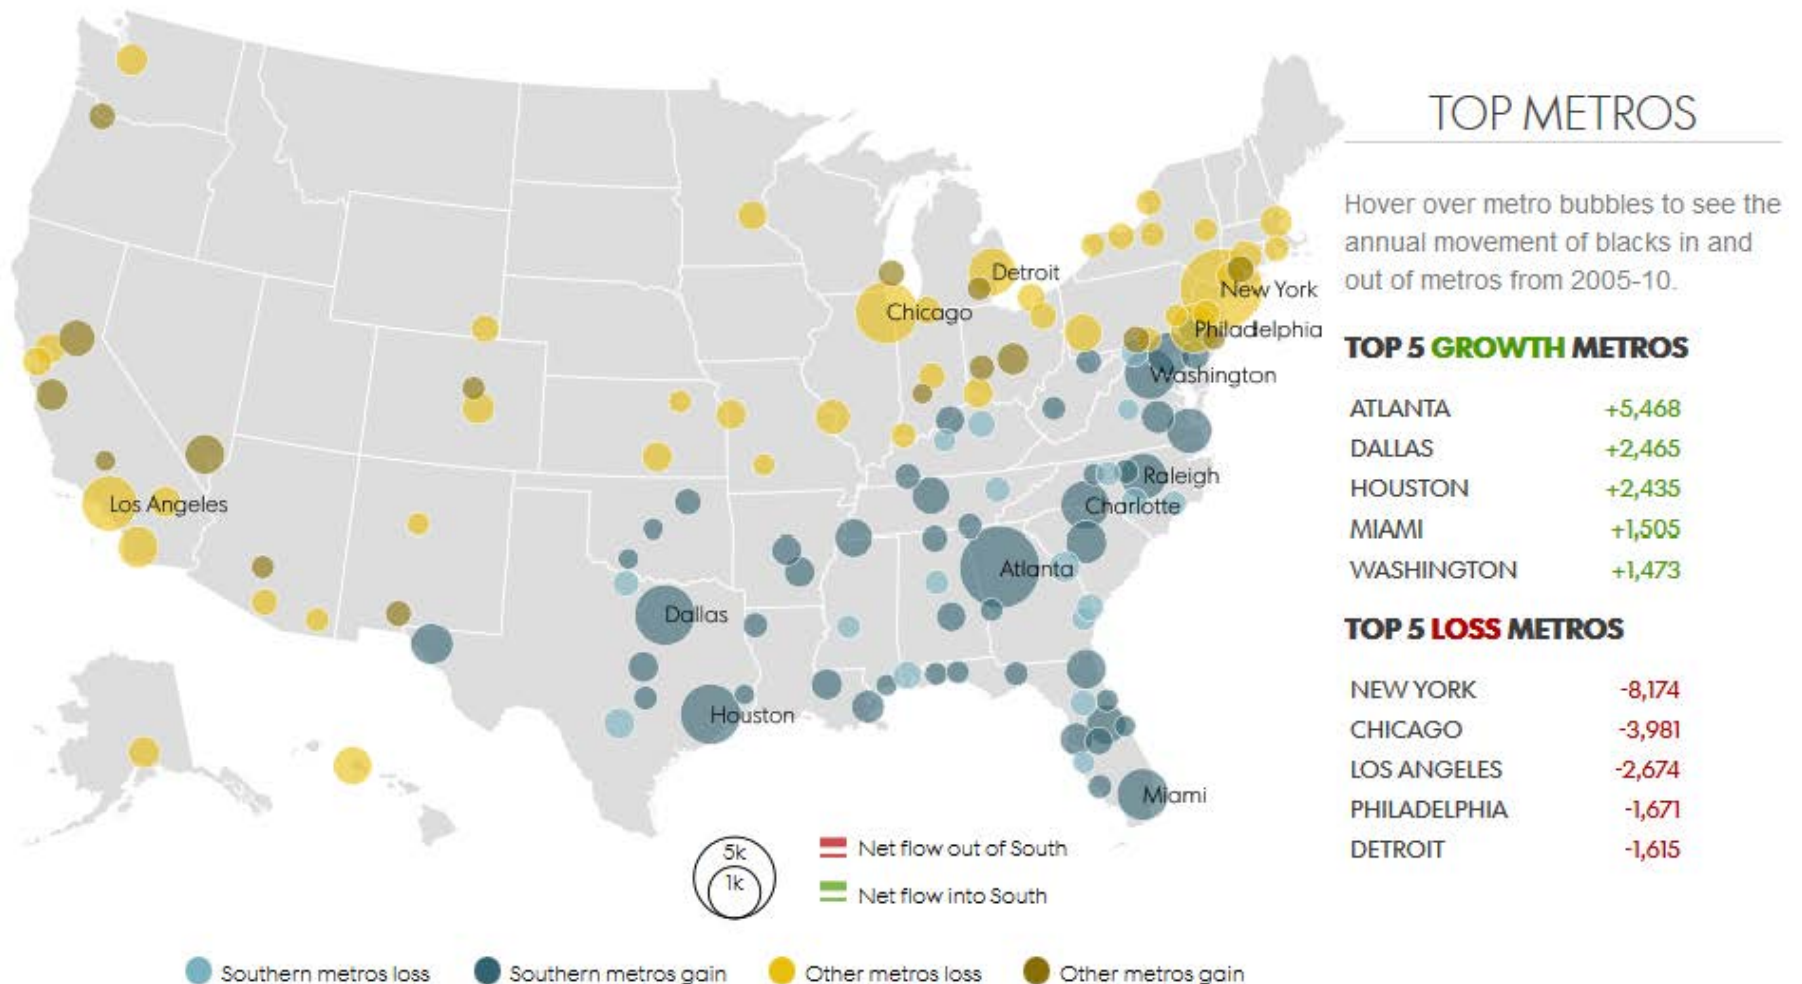 TOP METROS
Hover over metro bubbles to see the
annual movement of blacks in and
out of metros from 2005-10.
TOP 5 GROWTH METROS
ATLANTA +5,468
DALLAS +2,465
HOUSTON +2,435
MIAMI +1,505
WASHINGTON +1,473
TOP 5 LOSS METROS
NEW YORK -8,174
CHICAGO -3,981
LOS ANGELES -2,674
PHILADELPHIA -1,671
DETROIT -1,615
Detroit
New York
Chicago
Philadelphia
Washington
Raleigh
Los Angeles
Charlotte
Atlanta
Dallas
Houston
Miami
5k
1k
Net flow out of South
Net flow into South
Southern metros loss
Southern metros gain
Other metros loss
Other metros gain